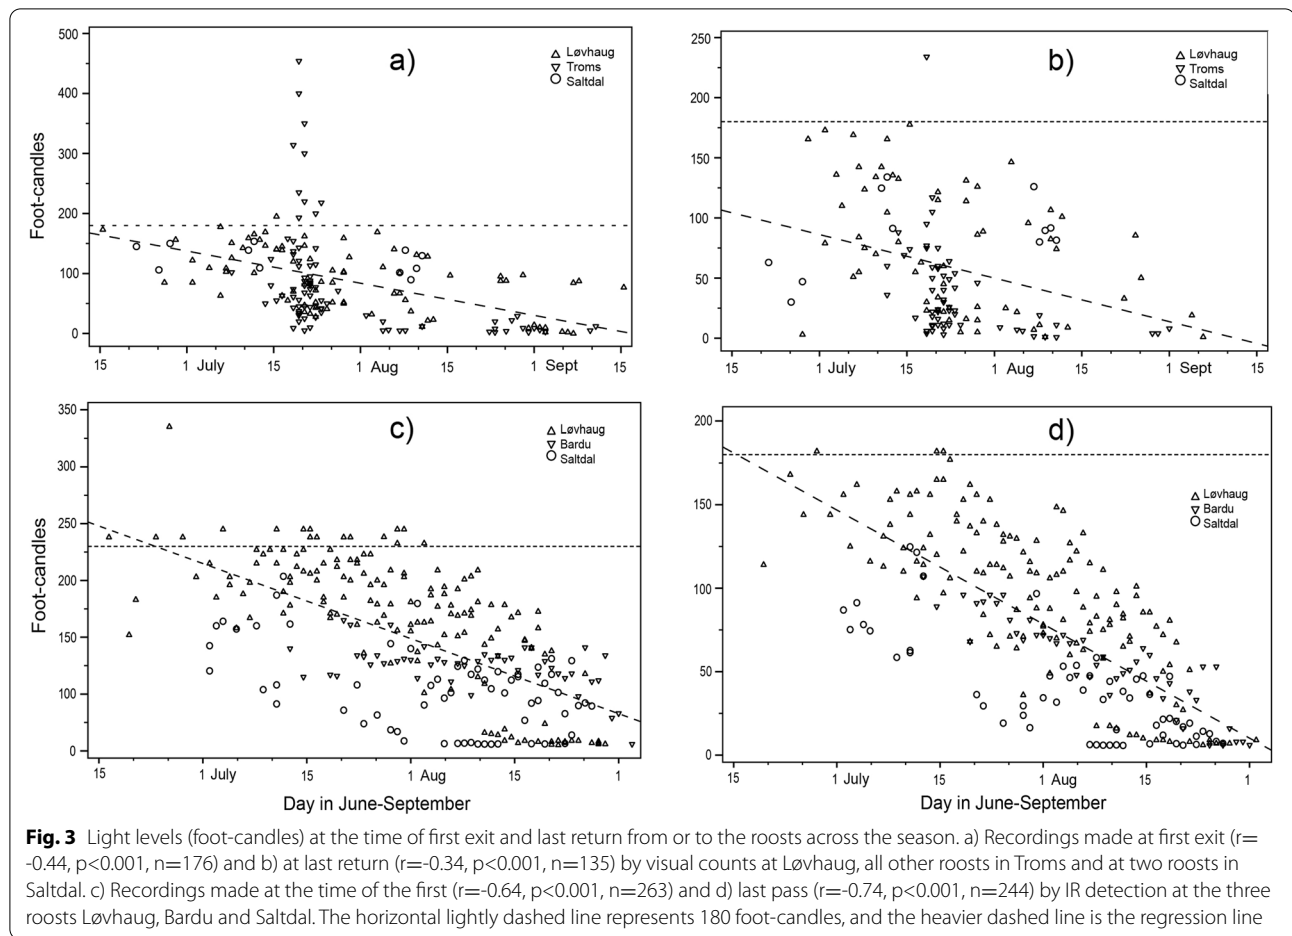 a)
500
400
300
200
100
0
Foot-candles
Løvhaug
Troms
Saltdal
15 1 July 15 1 Aug 15 1 Sept 15
b)
250
200
150
100
50
0
Løvhaug
Troms
Saltdal
15 1 July 15 1 Aug 15 1 Sept 15
c)
350
300
250
200
150
100
50
0
Foot-candles
Løvhaug
Bardu
Saltdal
15 1 July 15 1 Aug 15 1
Day in June-September
d)
200
150
100
50
0
Løvhaug
Bardu
Saltdal
15 1 July 15 1 Aug 15 1
Day in June-September
Fig. 3 Light levels (foot-candles) at the time of first exit and last return from or to the roosts across the season. a) Recordings made at first exit (r=
-0.44, p<0.001, n=176) and b) at last return (r=-0.34, p<0.001, n=135) by visual counts at Løvhaug, all other roosts in Troms and at two roosts in
Saltdal. c) Recordings made at the time of the first (r=-0.64, p<0.001, n=263) and d) last pass (r=-0.74, p<0.001, n=244) by IR detection at the three
roosts Løvhaug, Bardu and Saltdal. The horizontal lightly dashed line represents 180 foot-candles, and the heavier dashed line is the regression line